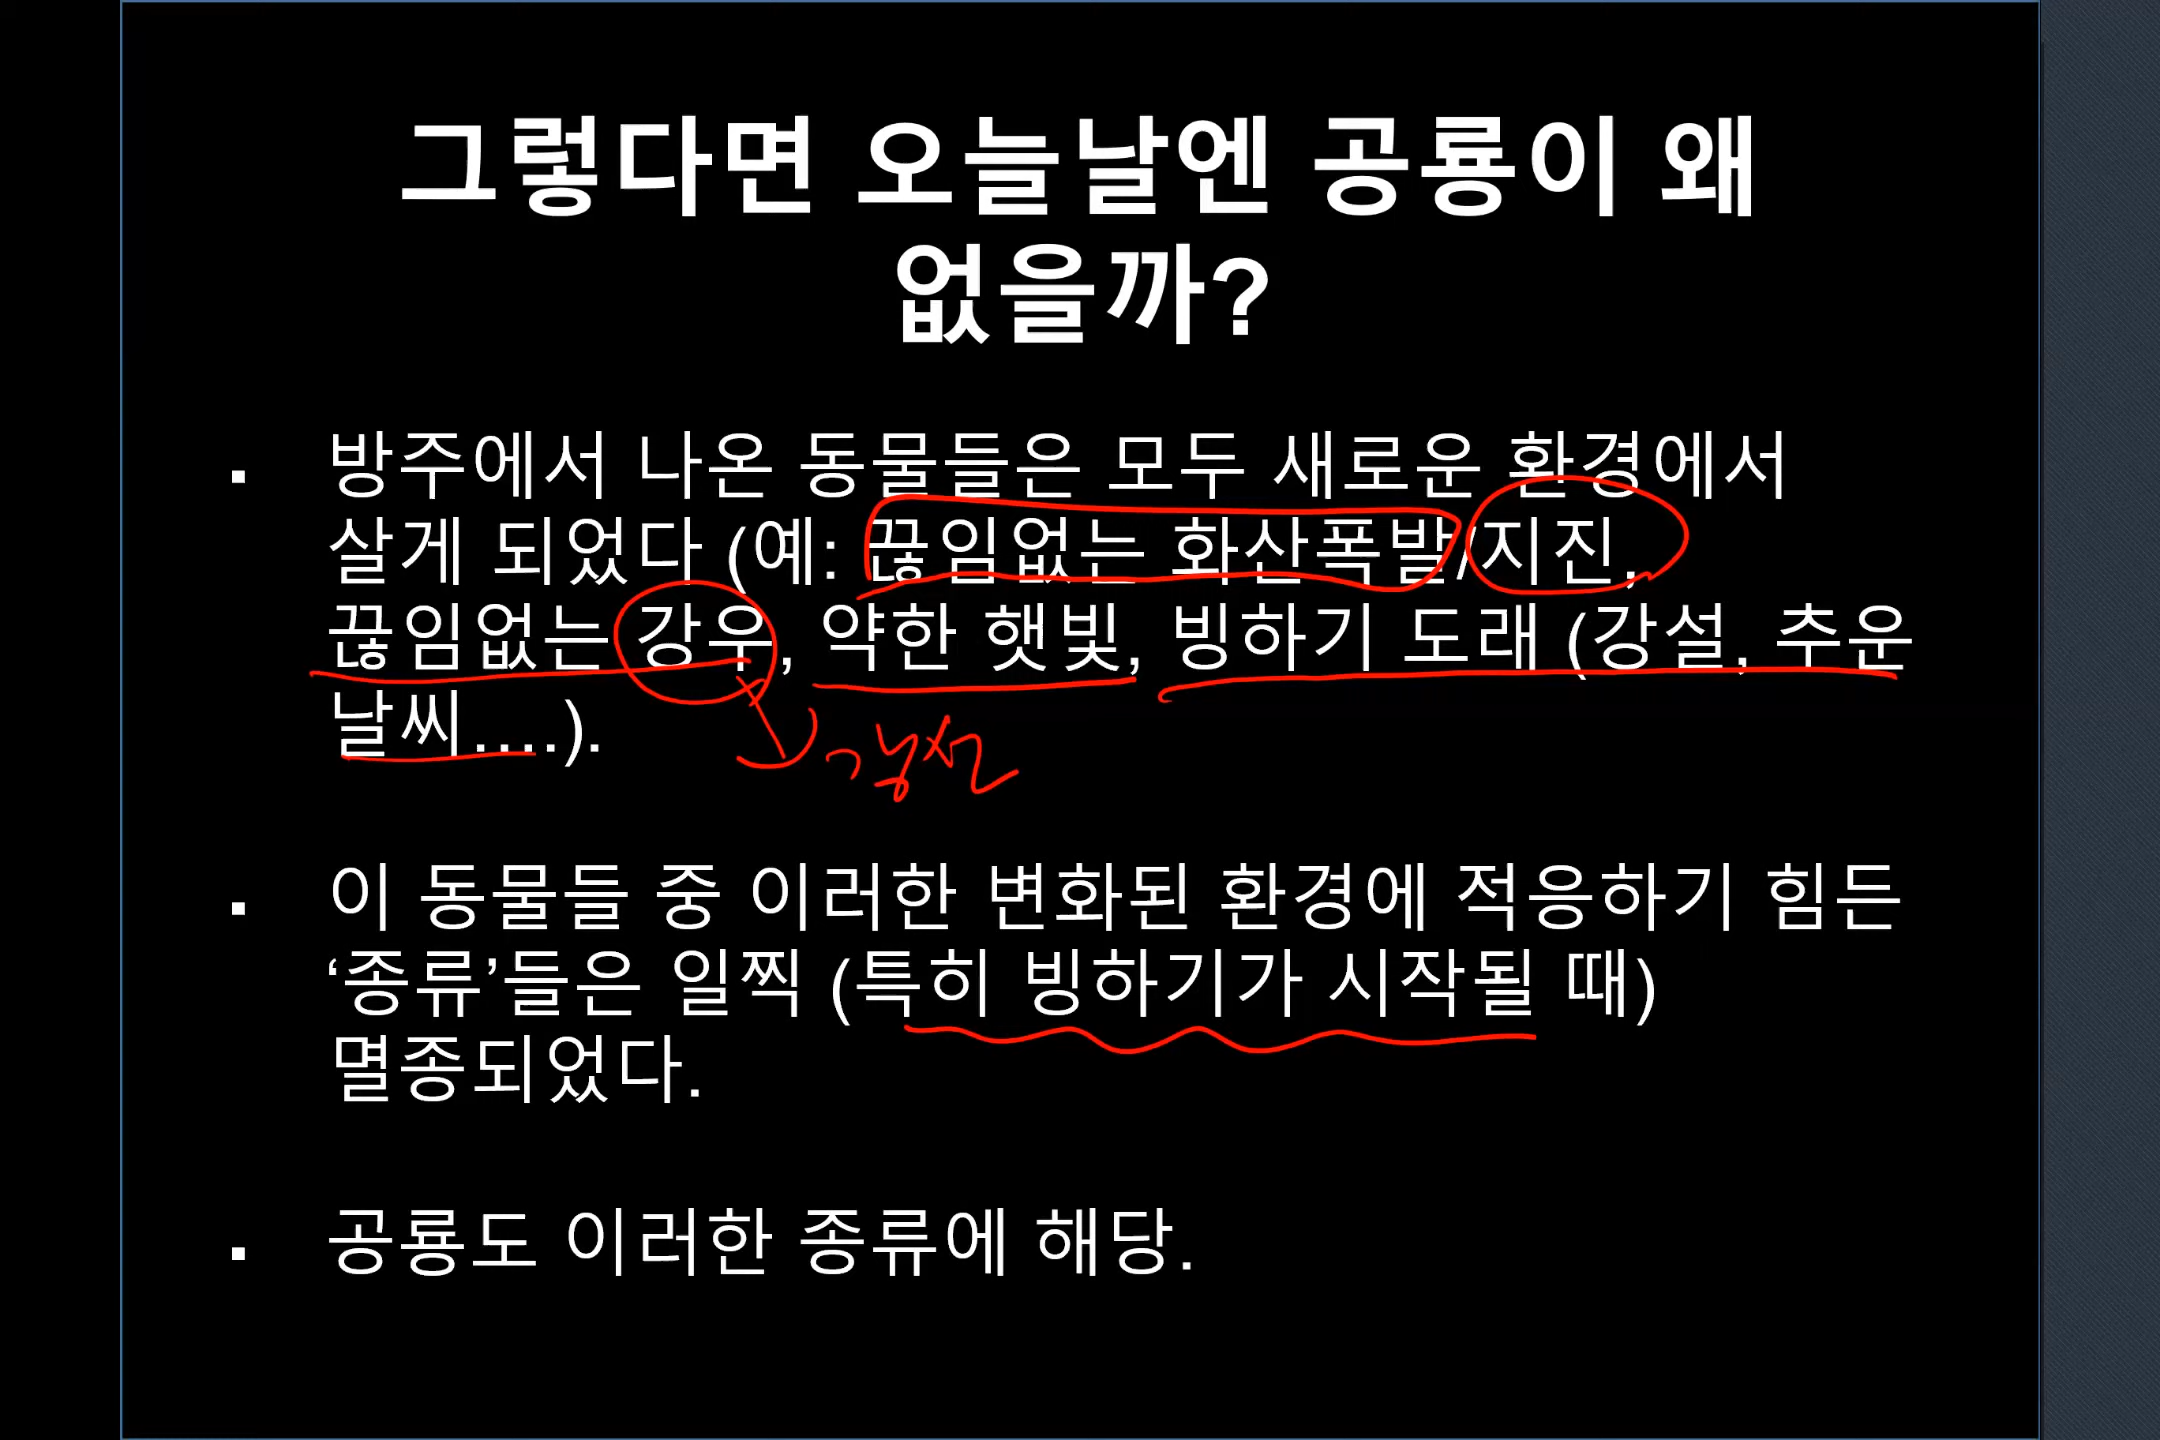 그렇다면 오늘날엔 공룡이 왜
없을까?
▪ 방주에서 나온 동물들은 모두 새로운 환경에서
살게 되었다 (예: 끊임없는 화산폭발/지진,
끊임없는 강우, 약한 햇빛, 빙하기 도래 (강설, 추운
날씨….).
▪ 이 동물들 중 이러한 변화된 환경에 적응하기 힘든
‘종류’들은 일찍 (특히 빙하기가 시작될 때)
멸종되었다.
▪ 공룡도 이러한 종류에 해당.